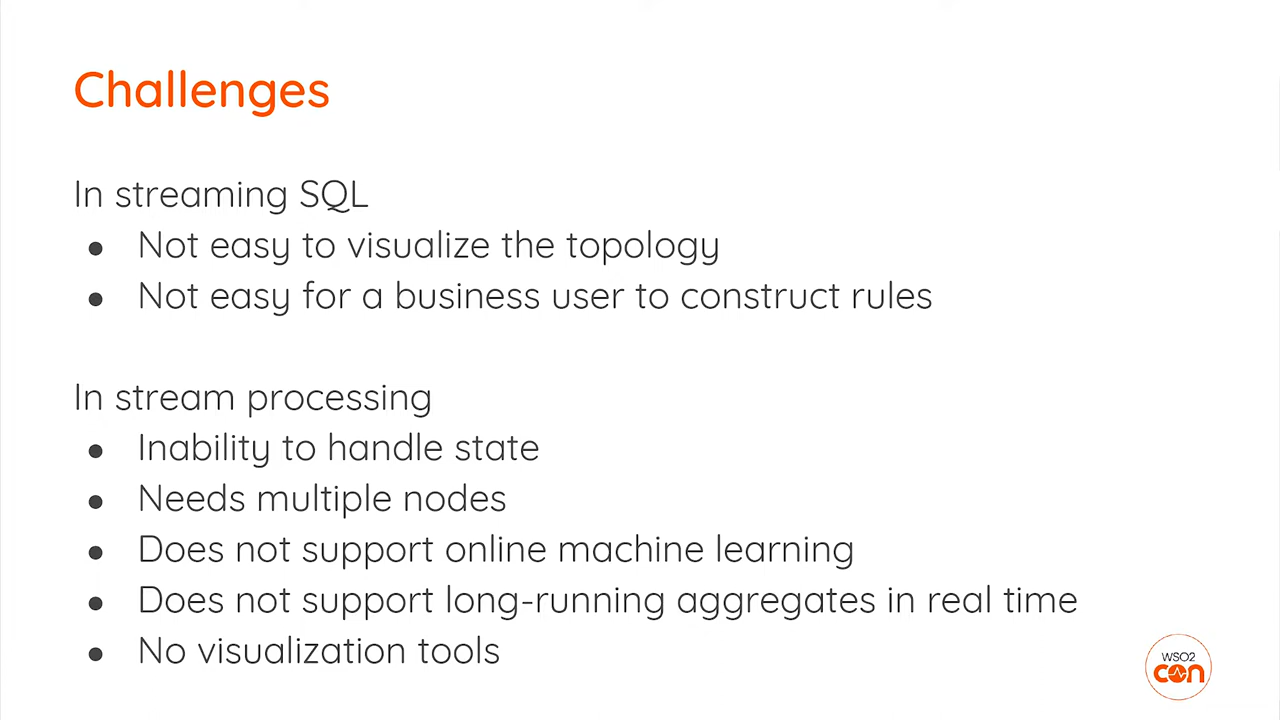 Challenges
In streaming SQL
● Not easy to visualize the topology
● Not easy for a business user to construct rules
In stream processing
● Inability to handle state
● Needs multiple nodes
● Does not support online machine learning
● Does not support long-running aggregates in real time
● No visualization tools
WSO2
con